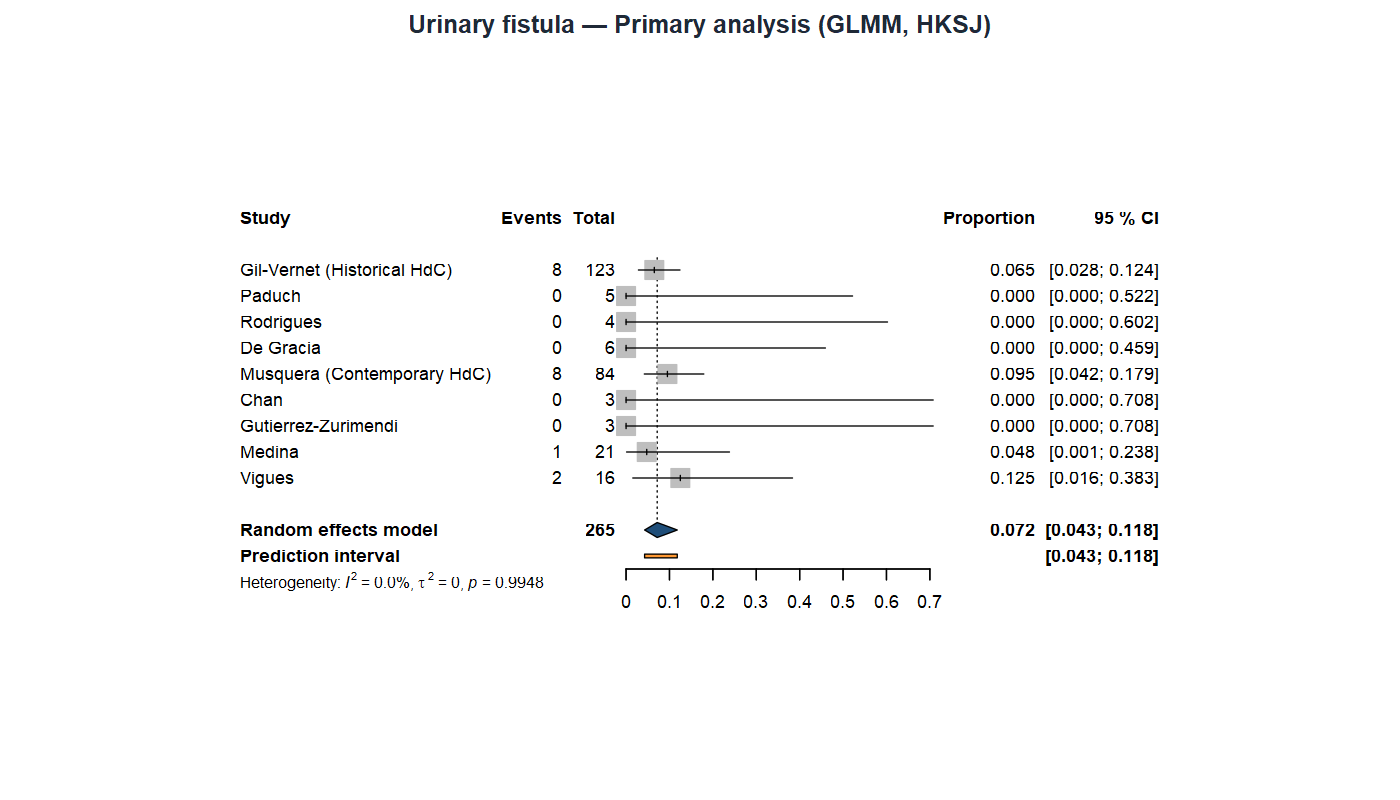 Urinary fistula — Primary analysis (GLMM, HKSJ)
Study Events Total Proportion 95 % CI
Gil-Vernet (Historical HdC) 8 123 0.065 [0.028; 0.124]
Paduch 0 5 0.000 [0.000; 0.522]
Rodrigues 0 4 0.000 [0.000; 0.602]
De Gracia 0 6 0.000 [0.000; 0.459]
Musquera (Contemporary HdC) 8 84 0.095 [0.042; 0.179]
Chan 0 3 0.000 [0.000; 0.708]
Gutierrez-Zurimendi 0 3 0.000 [0.000; 0.708]
Medina 1 21 0.048 [0.001; 0.238]
Vigues 2 16 0.125 [0.016; 0.383]
Random effects model 265 0.072 [0.043; 0.118]
Prediction interval [0.043; 0.118]
Heterogeneity: I² = 0.0%, τ² = 0, p = 0.9948
0 0.1 0.2 0.3 0.4 0.5 0.6 0.7